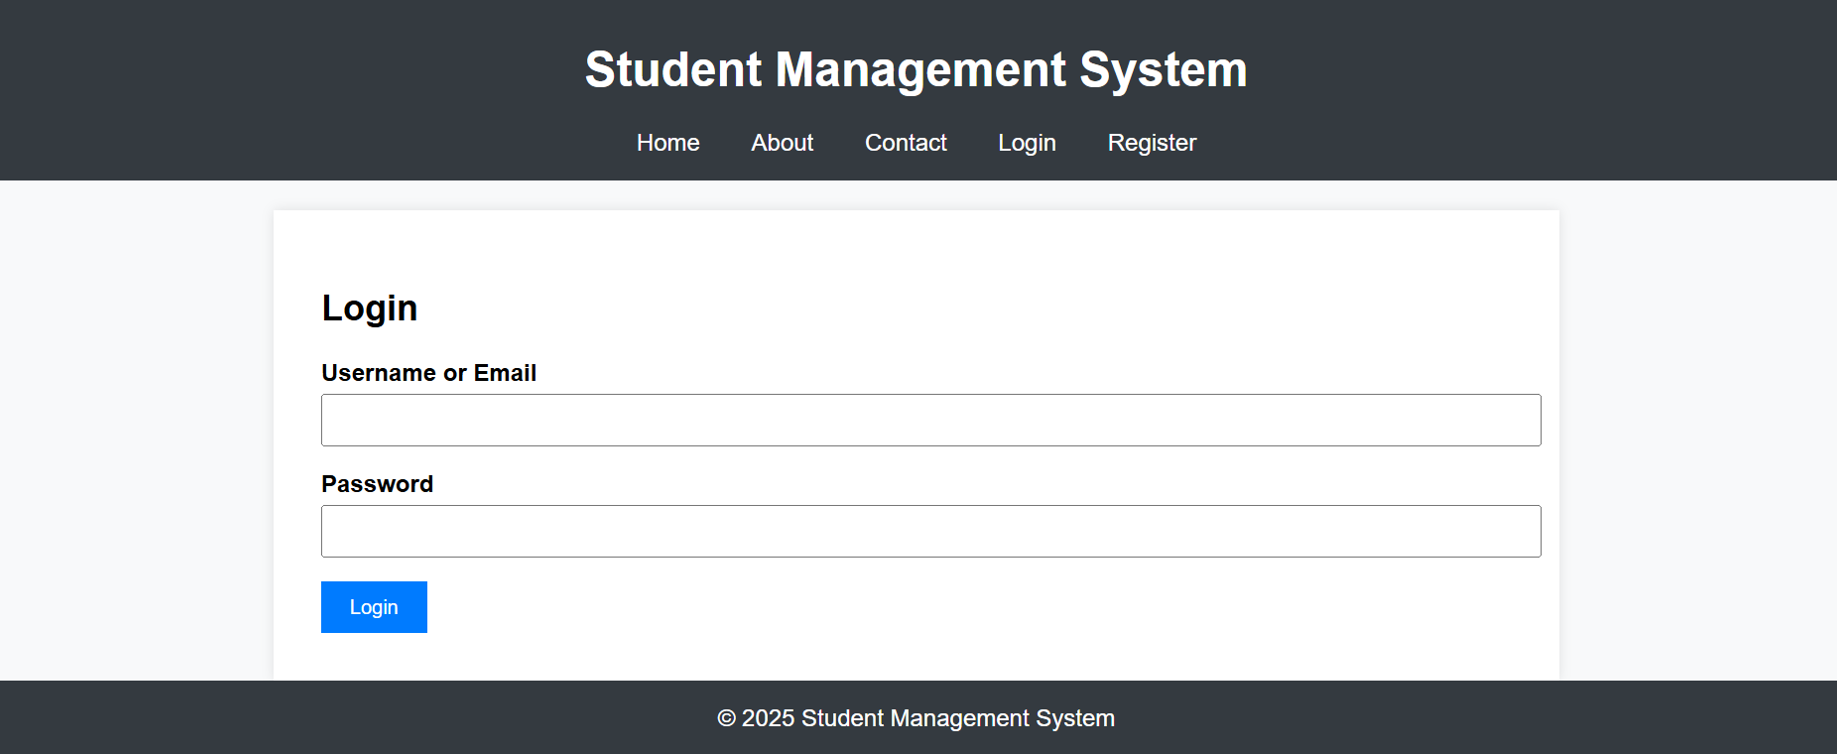 Student Management System
Home About Contact Login Register
Login
Username or Email
Password
Login
© 2025 Student Management System